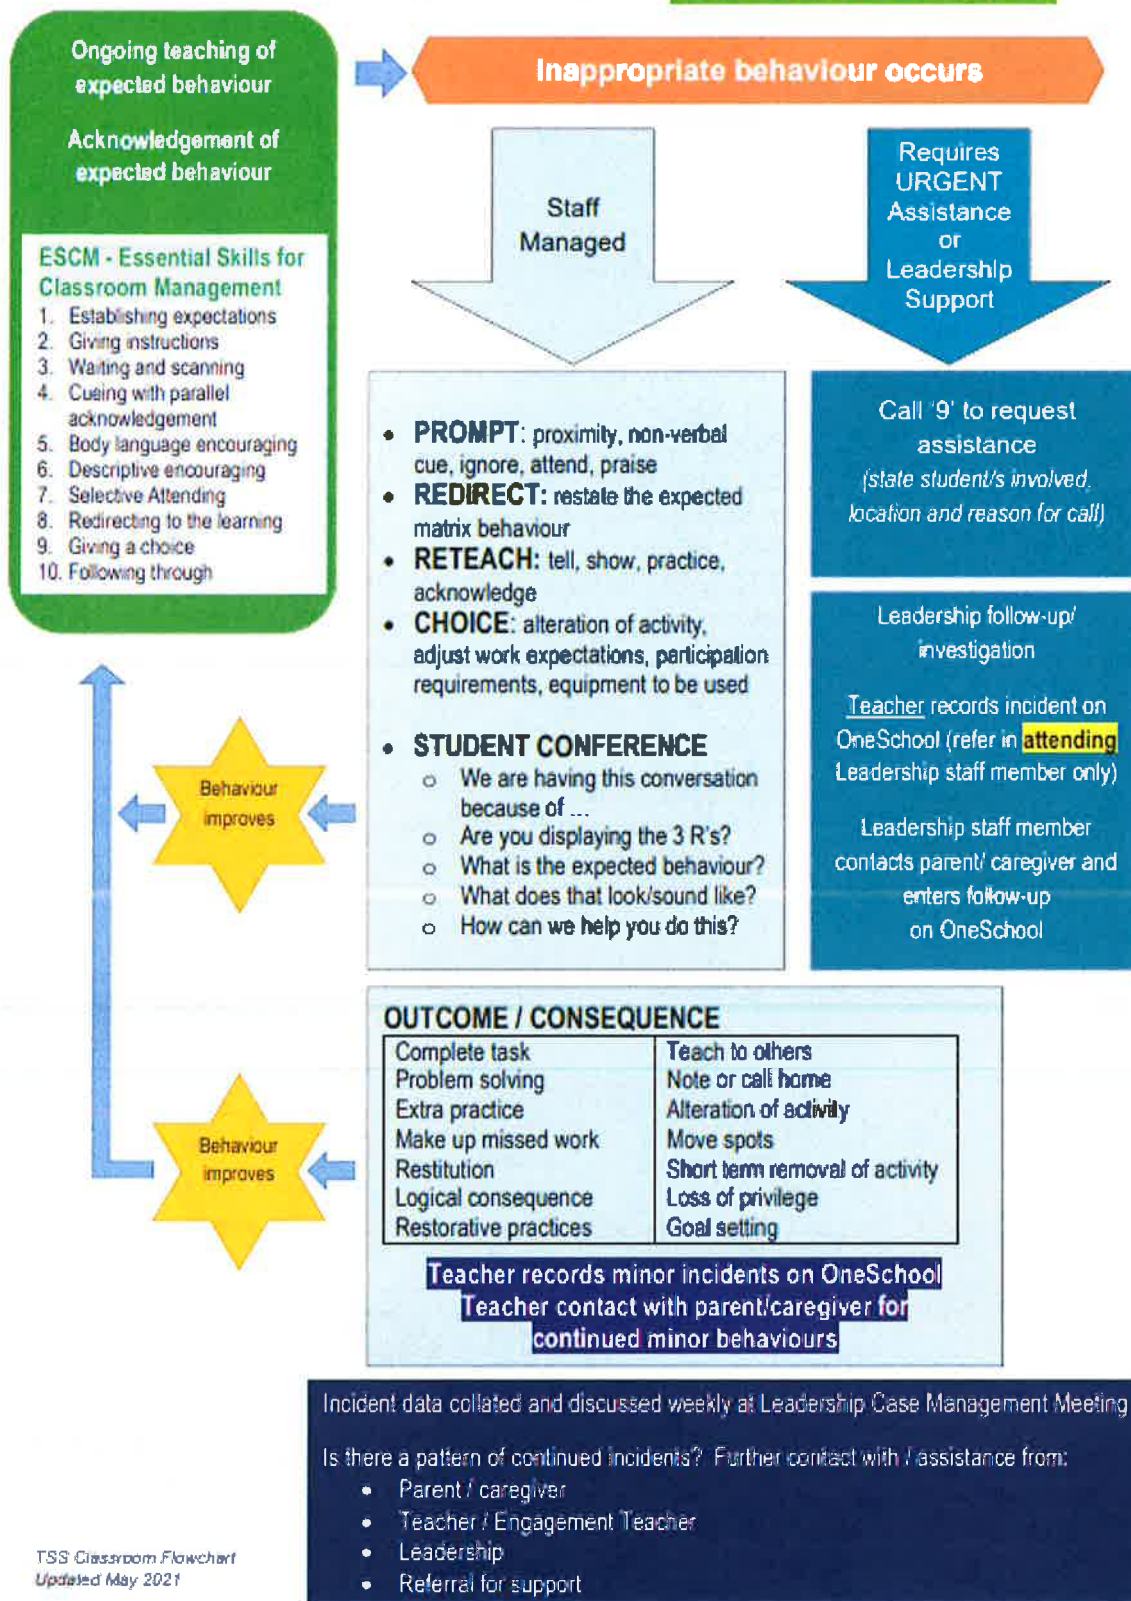 Ongoing teaching of
expected behaviour
Acknowledgement of
expected behaviour
ESCM - Essential Skills for
Classroom Management
1. Establishing expectations
2. Giving instructions
3. Waiting and scanning
4. Cueing with parallel
acknowledgement
5. Body language encouraging
6. Descriptive encouraging
7. Selective Attending
8. Redirecting to the learning
9. Giving a choice
10. Following through
Inappropriate behaviour occurs
Staff
Managed
Requires
URGENT
Assistance
or
Leadership
Support
• PROMPT: proximity, non-verbal
cue, ignore, attend, praise
• REDIRECT: restate the expected
matrix behaviour
• RETEACH: tell, show, practice,
acknowledge
• CHOICE: alteration of activity,
adjust work expectations, participation
requirements, equipment to be used
• STUDENT CONFERENCE
o We are having this conversation
because of ...
o Are you displaying the 3 R's?
o What is the expected behaviour?
o What does that look/sound like?
o How can we help you do this?
Call '9' to request
assistance
(state student/s involved,
location and reason for call)
Leadership follow-up/
investigation
Teacher records incident on
OneSchool (refer in attending
Leadership staff member only)
Leadership staff member
contacts parent/ caregiver and
enters follow-up
on OneSchool
Behaviour
improves
OUTCOME / CONSEQUENCE
Complete task Teach to others
Problem solving Note or call home
Extra practice Alteration of activity
Make up missed work Move spots
Restitution Short term removal of activity
Logical consequence Loss of privilege
Restorative practices Goal setting
Teacher records minor incidents on OneSchool
Teacher contact with parent/caregiver for
continued minor behaviours
Behaviour
improves
Incident data collated and discussed weekly at Leadership Case Management Meeting
Is there a pattern of continued incidents? Further contact with / assistance from:
• Parent / caregiver
• Teacher / Engagement Teacher
• Leadership
• Referral for support
TSS Classroom Flowchart
Updated May 2021